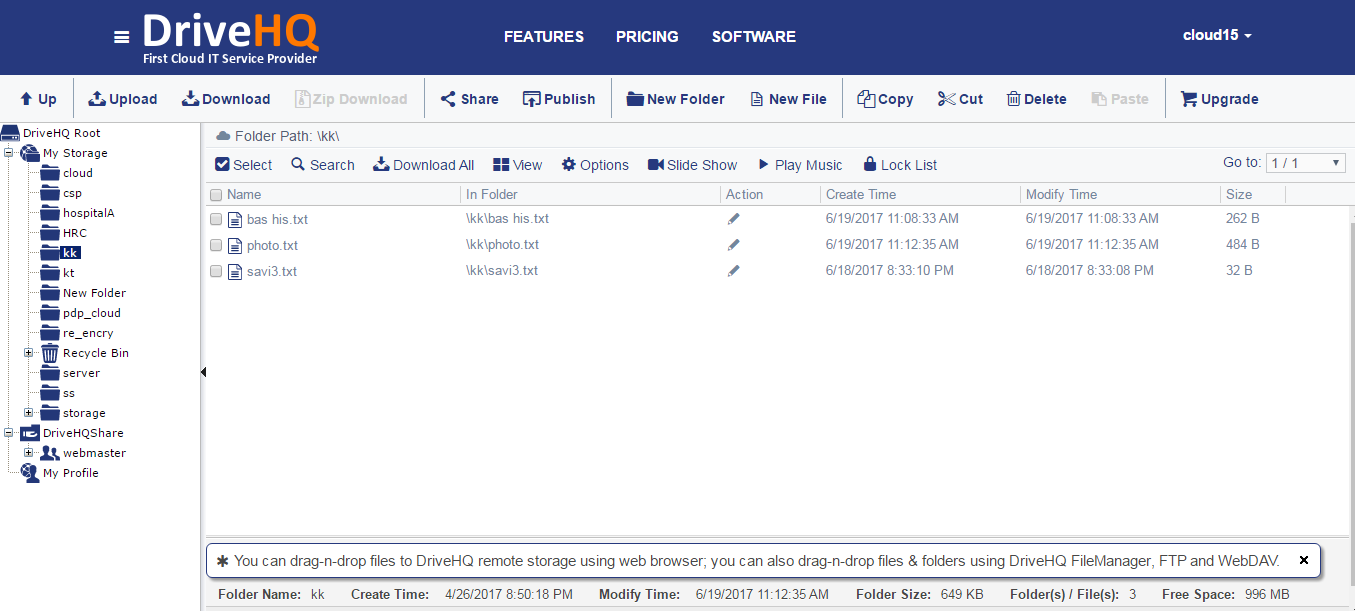 DriveHQ
First Cloud IT Service Provider
FEATURES PRICING SOFTWARE
cloud15
Up Upload Download Zip Download Share Publish New Folder New File Copy Cut Delete Paste Upgrade
DriveHQ Root
My Storage
cloud
csp
hospitalA
HRC
kk
kt
New Folder
pdp_cloud
re_encry
Recycle Bin
server
ss
storage
DriveHQShare
webmaster
My Profile
Folder Path: \kk\
Select Search Download All View Options Slide Show Play Music Lock List Go to: 1 / 1
Name In Folder Action Create Time Modify Time Size
bas his.txt \kk\bas his.txt 6/19/2017 11:08:33 AM 6/19/2017 11:08:33 AM 262 B
photo.txt \kk\photo.txt 6/19/2017 11:12:35 AM 6/19/2017 11:12:35 AM 484 B
savi3.txt \kk\savi3.txt 6/18/2017 8:33:10 PM 6/18/2017 8:33:08 PM 32 B
✱ You can drag-n-drop files to DriveHQ remote storage using web browser; you can also drag-n-drop files & folders using DriveHQ FileManager, FTP and WebDAV. ×
Folder Name: kk Create Time: 4/26/2017 8:50:18 PM Modify Time: 6/19/2017 11:12:35 AM Folder Size: 649 KB Folder(s) / File(s): 3 Free Space: 996 MB